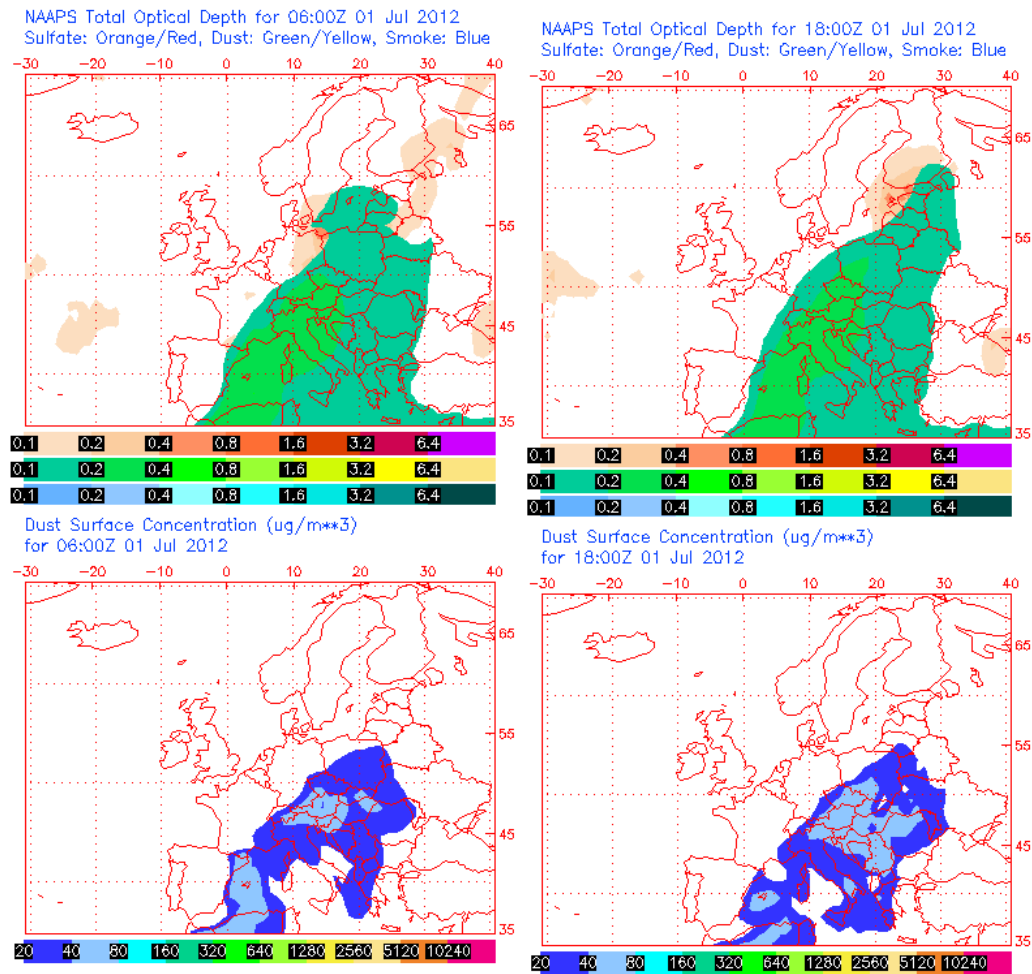 NAAPS Total Optical Depth for 06:00Z 01 Jul 2012
Sulfate: Orange/Red, Dust: Green/Yellow, Smoke: Blue
-30 -20 -10 0 10 20 30 40
65
55
45
35
0.1 0.2 0.4 0.8 1.6 3.2 6.4
0.1 0.2 0.4 0.8 1.6 3.2 6.4
0.1 0.2 0.4 0.8 1.6 3.2 6.4
NAAPS Total Optical Depth for 18:00Z 01 Jul 2012
Sulfate: Orange/Red, Dust: Green/Yellow, Smoke: Blue
-30 -20 -10 0 10 20 30 40
65
55
45
35
0.1 0.2 0.4 0.8 1.6 3.2 6.4
0.1 0.2 0.4 0.8 1.6 3.2 6.4
0.1 0.2 0.4 0.8 1.6 3.2 6.4
Dust Surface Concentration (ug/m**3)
for 06:00Z 01 Jul 2012
-30 -20 -10 0 10 20 30 40
65
55
45
35
20 40 80 160 320 640 1280 2560 5120 10240
Dust Surface Concentration (ug/m**3)
for 18:00Z 01 Jul 2012
-30 -20 -10 0 10 20 30 40
65
55
45
35
20 40 80 160 320 640 1280 2560 5120 10240